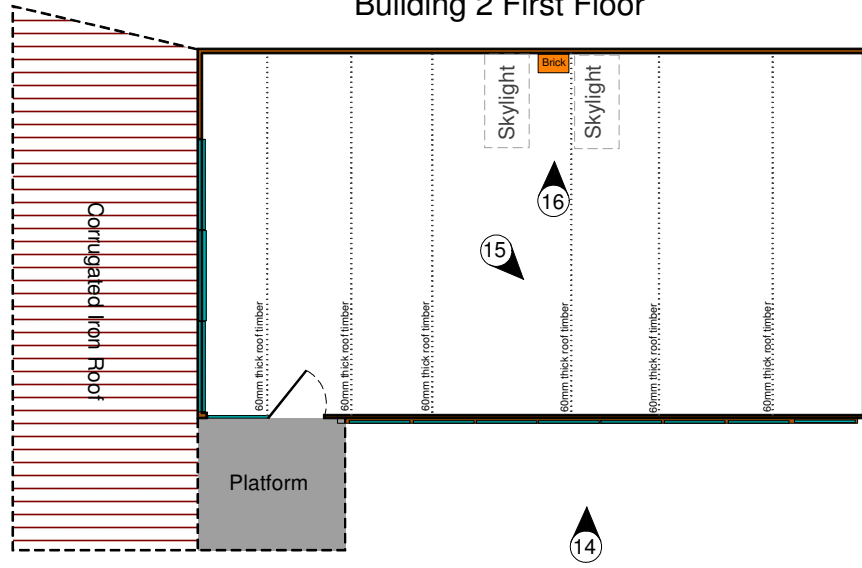 Building 2 First Floor
Brick
Skylight
Skylight
16
15
Corrugated Iron Roof
60mm thick roof timber
60mm thick roof timber
60mm thick roof timber
60mm thick roof timber
60mm thick roof timber
60mm thick roof timber
Platform
14